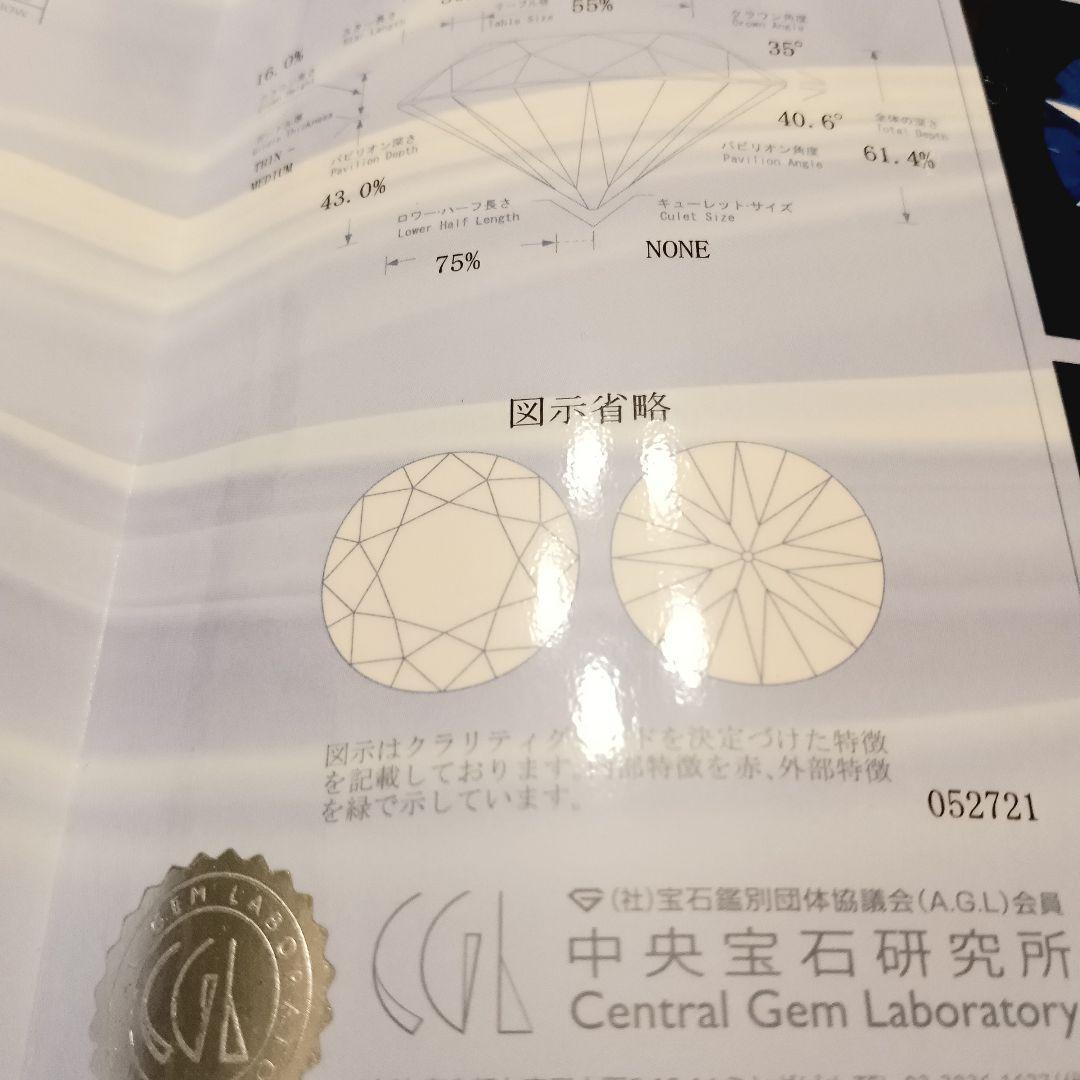 55%
Table Size
クラウン角度
Crown Angle
35°
16.0%
40.6°
全体の深さ
Total Depth
61.4%
パビリオン角度
Pavilion Angle
パビリオン深さ
Pavilion Depth
43.0%
THIN -
MEDIUM
ロワー・ハーフ長さ
Lower Half Length
75%
キューレット・サイズ
Culet Size
NONE
図示省略
図示はクラリティグ ドを決定づけた特徴
を記載しております。内部特徴を赤、外部特徴
を緑で示しています。
052721
GEM LABORATO
CGL
CGL
(社)宝石鑑別団体協議会(A.G.L)会員
中央宝石研究所
Central Gem Laboratory